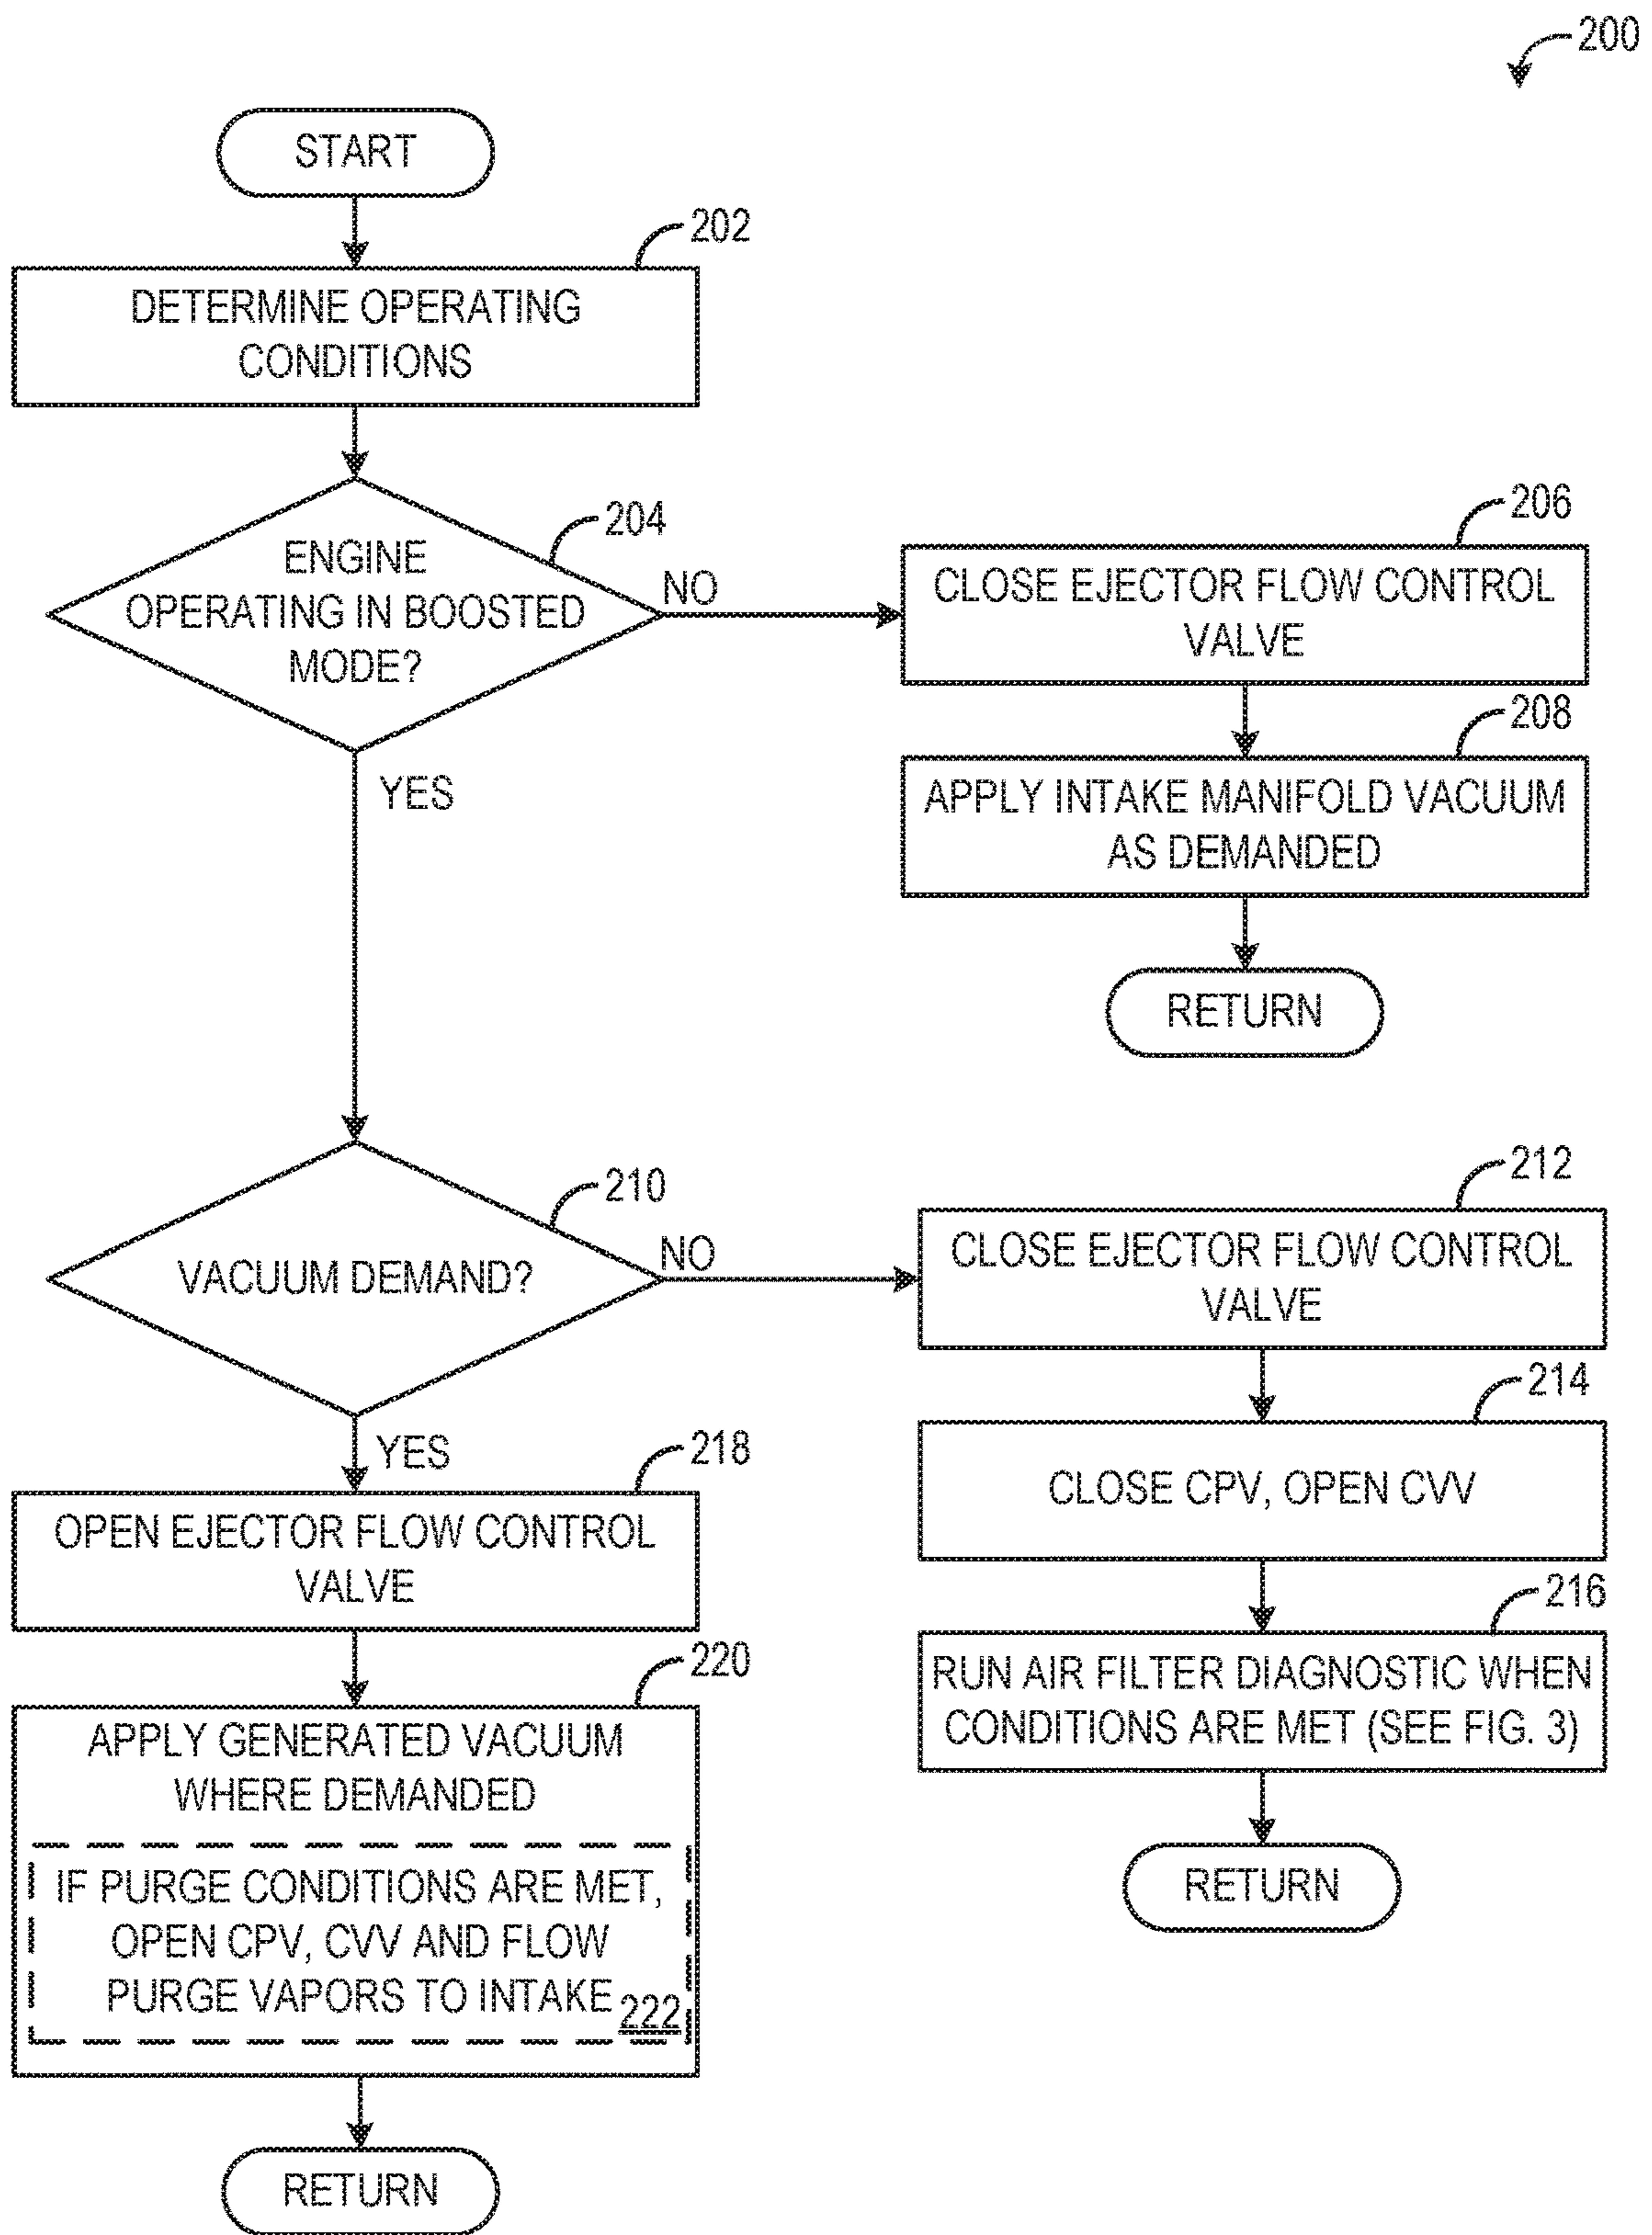 200
START
202
DETERMINE OPERATING
CONDITIONS
204
ENGINE
OPERATING IN BOOSTED
MODE?
NO
206
CLOSE EJECTOR FLOW CONTROL
VALVE
208
APPLY INTAKE MANIFOLD VACUUM
AS DEMANDED
RETURN
YES
210
VACUUM DEMAND?
NO
212
CLOSE EJECTOR FLOW CONTROL
VALVE
214
CLOSE CPV, OPEN CVV
216
RUN AIR FILTER DIAGNOSTIC WHEN
CONDITIONS ARE MET (SEE FIG. 3)
RETURN
YES
218
OPEN EJECTOR FLOW CONTROL
VALVE
220
APPLY GENERATED VACUUM
WHERE DEMANDED
IF PURGE CONDITIONS ARE MET,
OPEN CPV, CVV AND FLOW
PURGE VAPORS TO INTAKE 222
RETURN